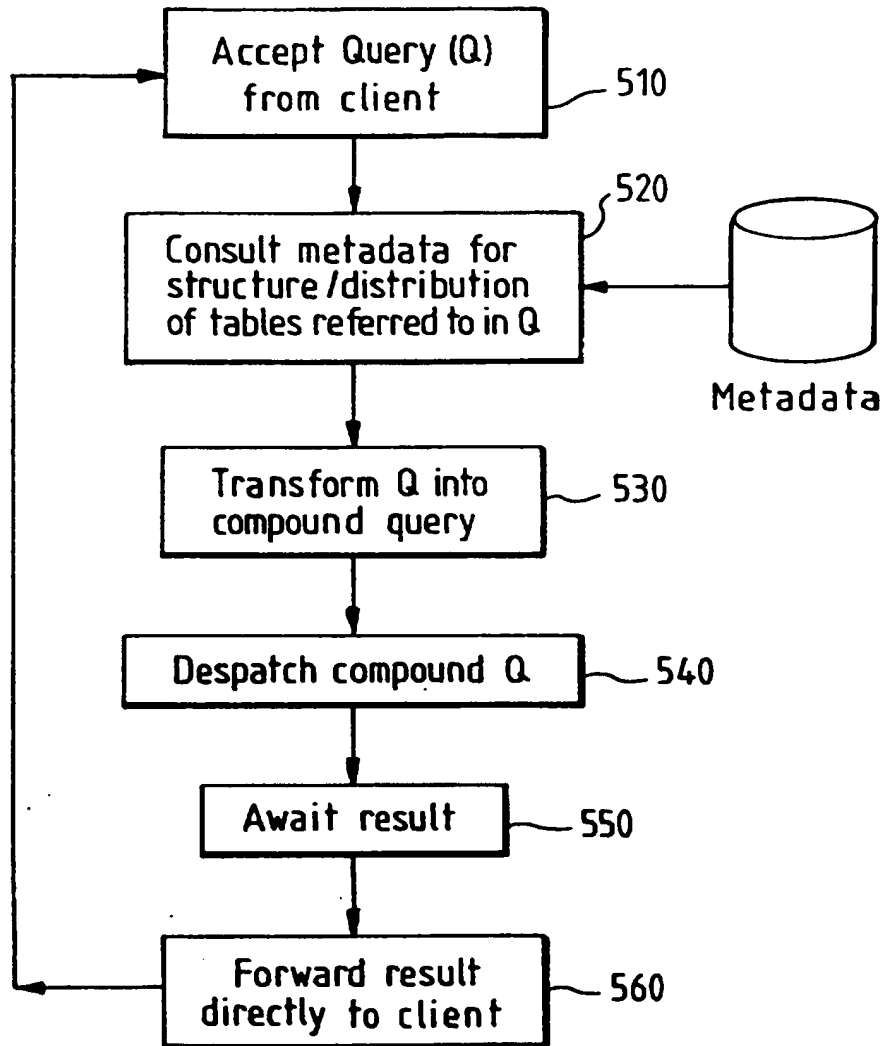 Accept Query (Q)
from client
510
520
Consult metadata for
structure/distribution
of tables referred to in Q
Metadata
Transform Q into
compound query
530
Despatch compound Q
540
Await result
550
Forward result
directly to client
560